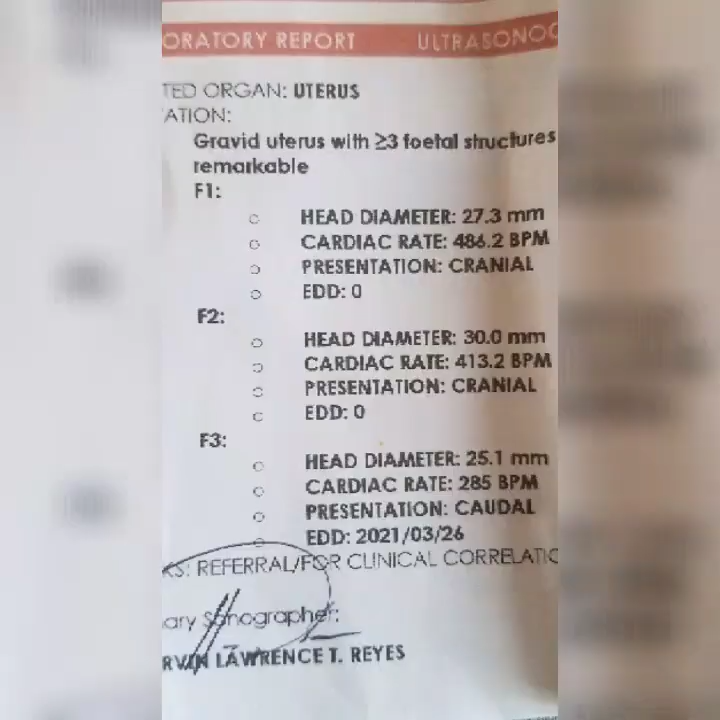 ORATORY REPORT ULTRASONOG
TED ORGAN: UTERUS
ATION:
Gravid uterus with ≥3 foetal structures
remarkable
F1:
HEAD DIAMETER: 27.3 mm
CARDIAC RATE: 486.2 BPM
PRESENTATION: CRANIAL
EDD: 0
F2:
HEAD DIAMETER: 30.0 mm
CARDIAC RATE: 413.2 BPM
PRESENTATION: CRANIAL
EDD: 0
F3:
HEAD DIAMETER: 25.1 mm
CARDIAC RATE: 285 BPM
PRESENTATION: CAUDAL
EDD: 2021/03/26
KS: REFERRAL/FOR CLINICAL CORRELATIO
ary Sonographer:
RVIN LAWRENCE T. REYES